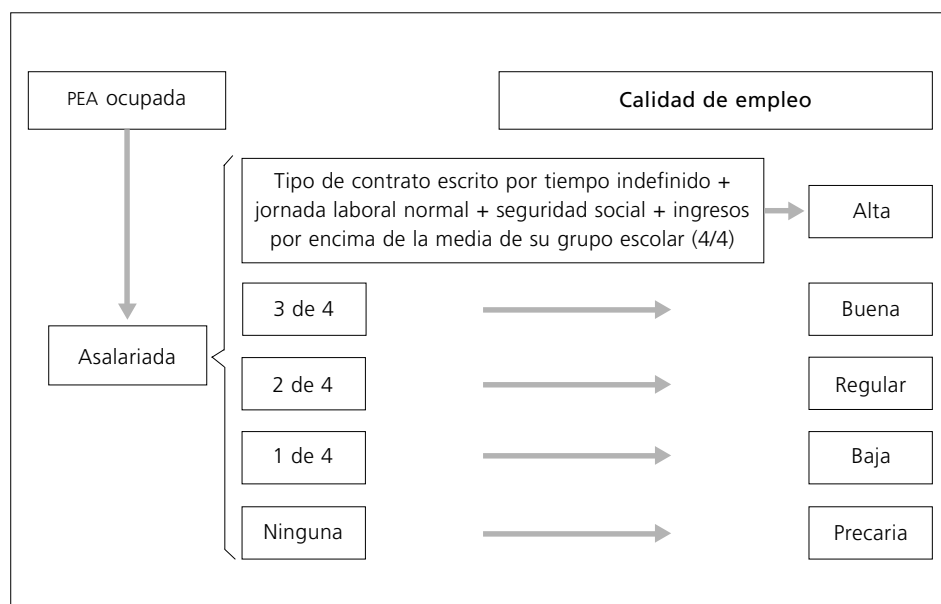 PEA ocupada
Calidad de empleo
Tipo de contrato escrito por tiempo indefinido +
jornada laboral normal + seguridad social + ingresos
por encima de la media de su grupo escolar (4/4)
Alta
3 de 4
Buena
Asalariada
2 de 4
Regular
1 de 4
Baja
Ninguna
Precaria